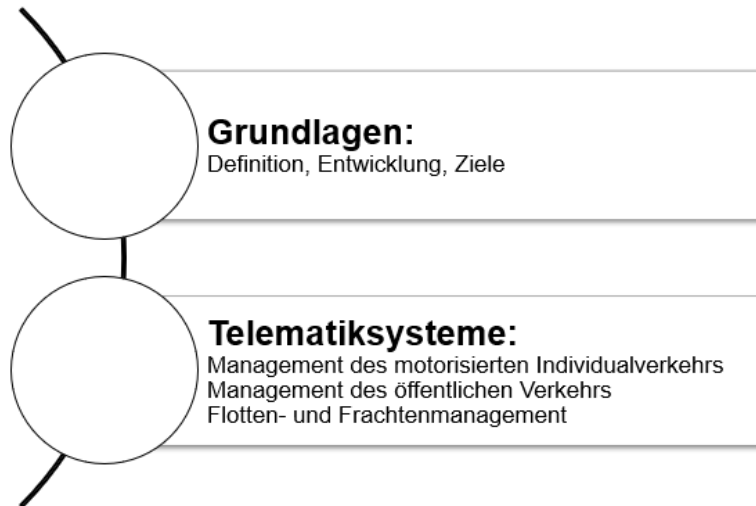 Grundlagen:
Definition, Entwicklung, Ziele
Telematiksysteme:
Management des motorisierten Individualverkehrs
Management des öffentlichen Verkehrs
Flotten- und Frachtenmanagement